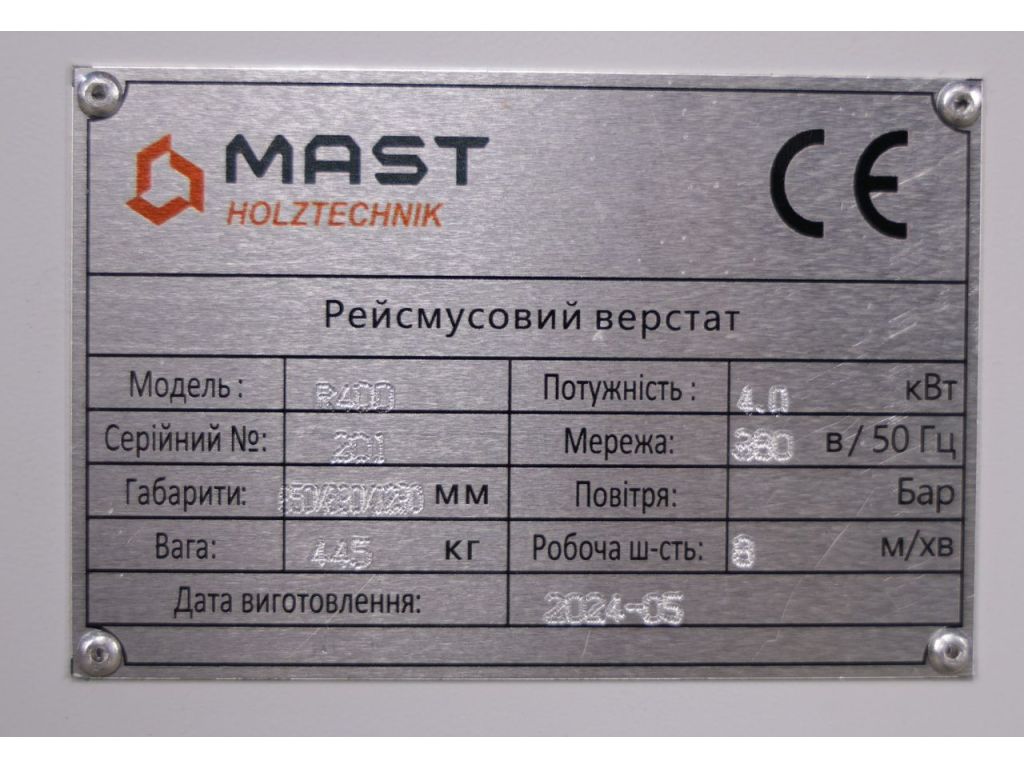 MAST
HOLZTECHNIK
CE
Рейсмусовий верстат
Модель : R400 Потужність : 4.0 кВт
Серійний №: 201 Мережа: 380 в/50 Гц
Габарити: мм Повітря: Бар
Вага: 445 кг Робоча ш-сть: 8 м/хв
Дата виготовлення: 2024-05